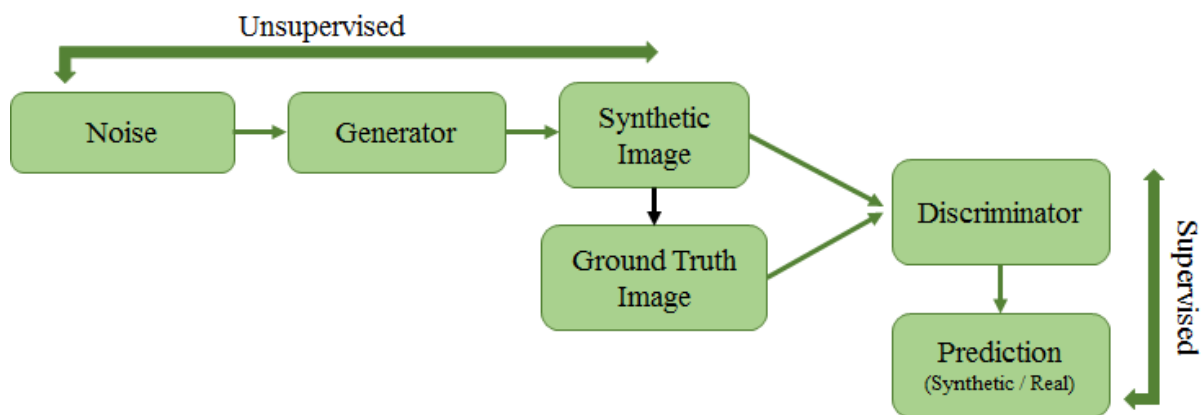 Unsupervised
Noise
Generator
Synthetic
Image
Ground Truth
Image
Discriminator
Prediction
(Synthetic / Real)
Supervised